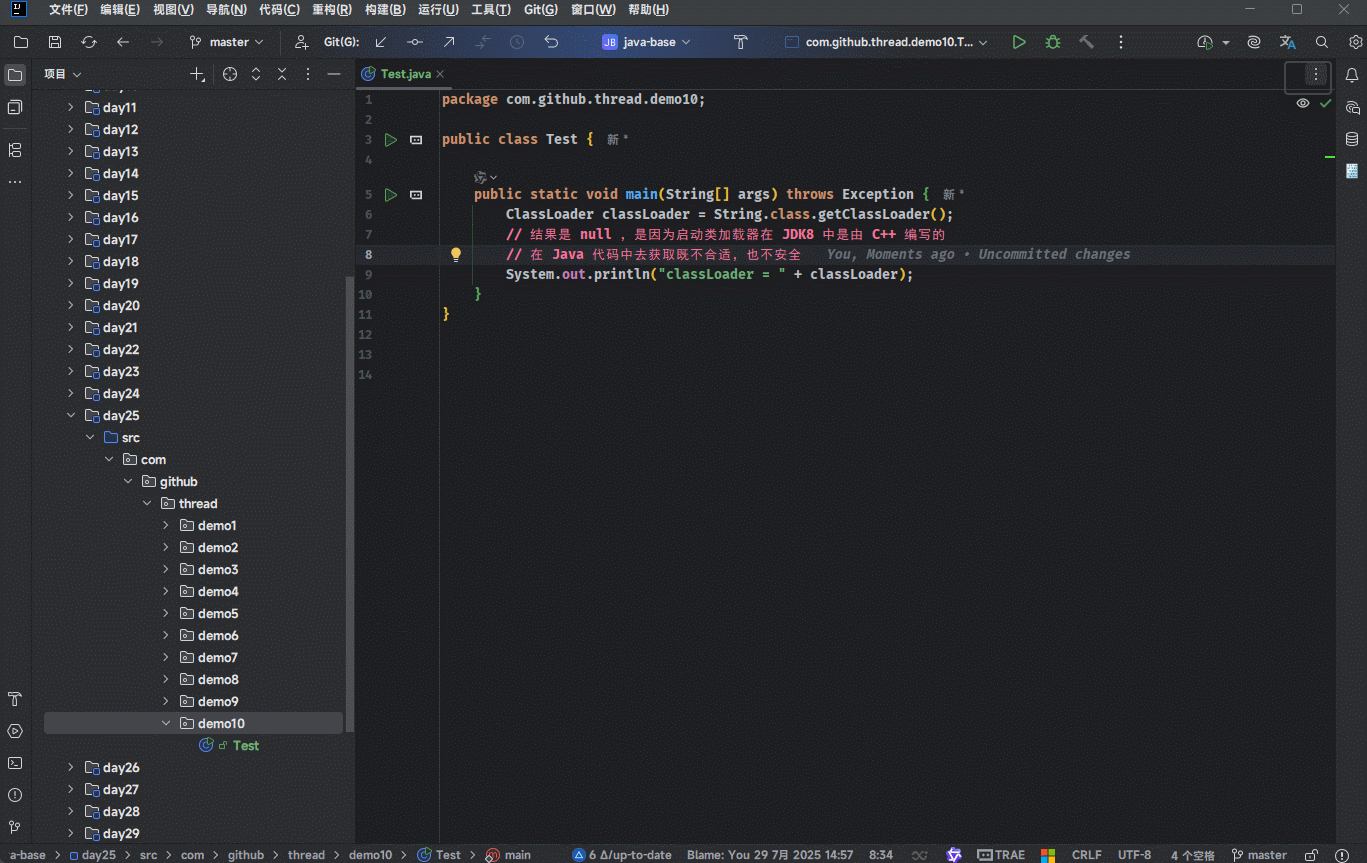 文件(F) 编辑(E) 视图(V) 导航(N) 代码(C) 重构(R) 构建(B) 运行(U) 工具(T) Git(G) 窗口(W) 帮助(H)
master Git(G): JB java-base com.github.thread.demo10.T...
项目
Test.java
day11
day12
day13
day14
day15
day16
day17
day18
day19
day20
day21
day22
day23
day24
day25
src
com
github
thread
demo1
demo2
demo3
demo4
demo5
demo6
demo7
demo8
demo9
demo10
Test
day26
day27
day28
day29
1 package com.github.thread.demo10;
2
3 public class Test { 新 *
4
5 public static void main(String[] args) throws Exception { 新 *
6 ClassLoader classLoader = String.class.getClassLoader();
7 // 结果是 null ，是因为启动类加载器在 JDK8 中是由 C++ 编写的
8 // 在 Java 代码中去获取既不合适，也不安全 You, Moments ago • Uncommitted changes
9 System.out.println("classLoader = " + classLoader);
10 }
11 }
12
13
14
a-base > day25 > src > com > github > thread > demo10 > Test > main 6 Δ/up-to-date Blame: You 29 7月 2025 14:57 8:34 TRAE CRLF UTF-8 4 个空格 master